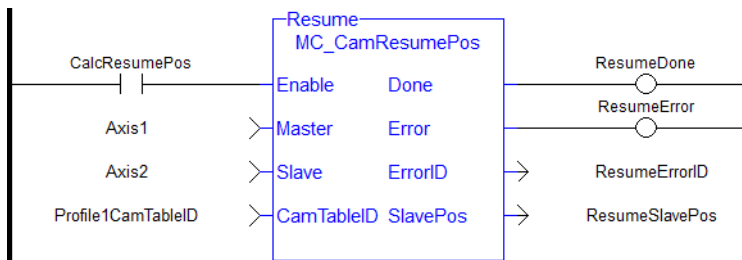 Resume
MC_CamResumePos
CalcResumePos
Enable Done
ResumeDone
Axis1
Master Error
ResumeError
Axis2
Slave ErrorID
ResumeErrorID
Profile1CamTableID
CamTableID SlavePos
ResumeSlavePos